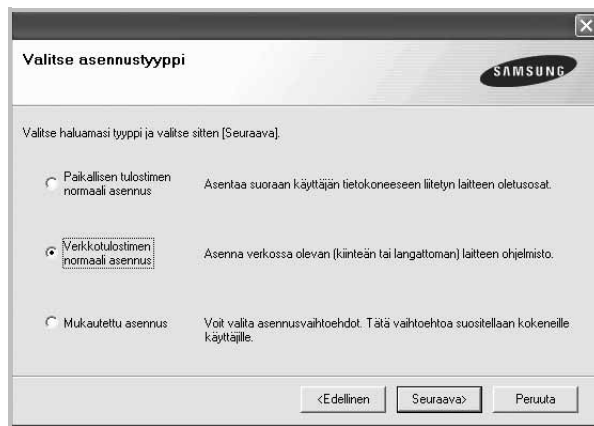 Valitse asennustyyppi
SAMSUNG
Valitse haluamasi tyyppi ja valitse sitten [Seuraava].
Paikallisen tulostimen
normaali asennus
Asentaa suoraan käyttäjän tietokoneeseen liitetyn laitteen oletusosat.
Verkkotulostimen
normaali asennus
Asenna verkossa olevan (kiinteän tai langattoman) laitteen ohjelmisto.
Mukautettu asennus
Voit valita asennusvaihtoehdot. Tätä vaihtoehtoa suositellaan kokeneille
käyttäjille.
<Edellinen
Seuraava>
Peruuta